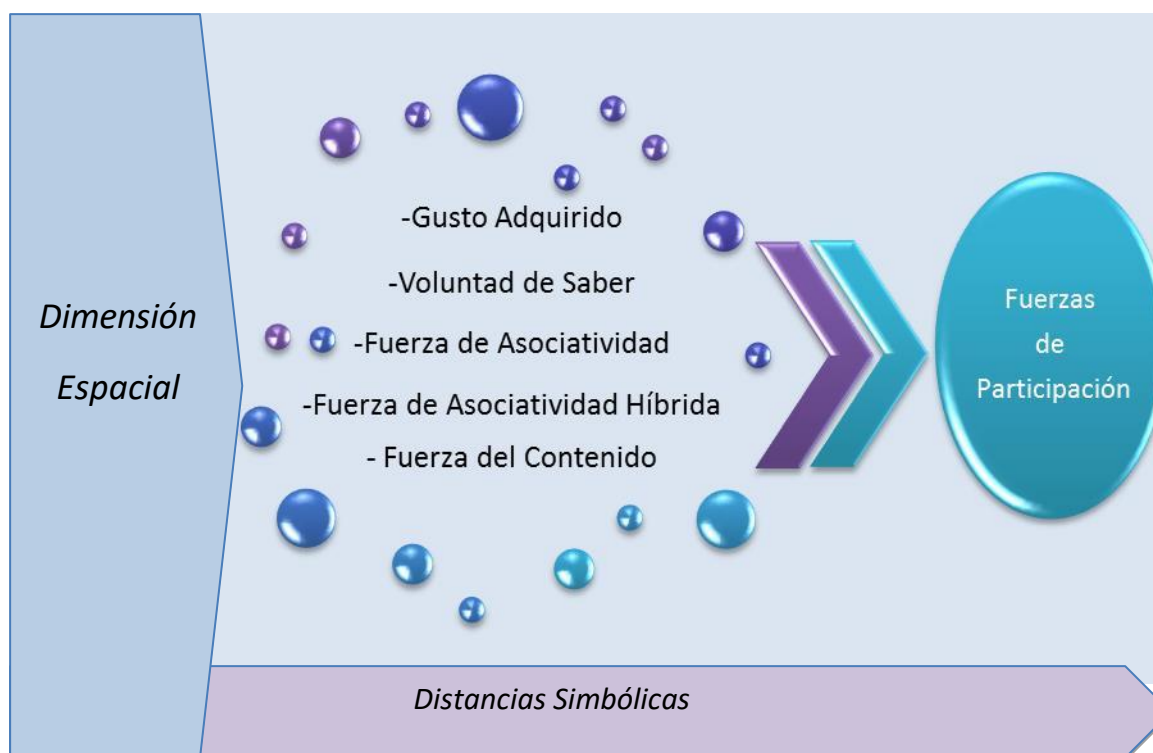 Dimensión
Espacial
-Gusto Adquirido
-Voluntad de Saber
-Fuerza de Asociatividad
-Fuerza de Asociatividad Híbrida
- Fuerza del Contenido
Fuerzas
de
Participación
Distancias Simbólicas